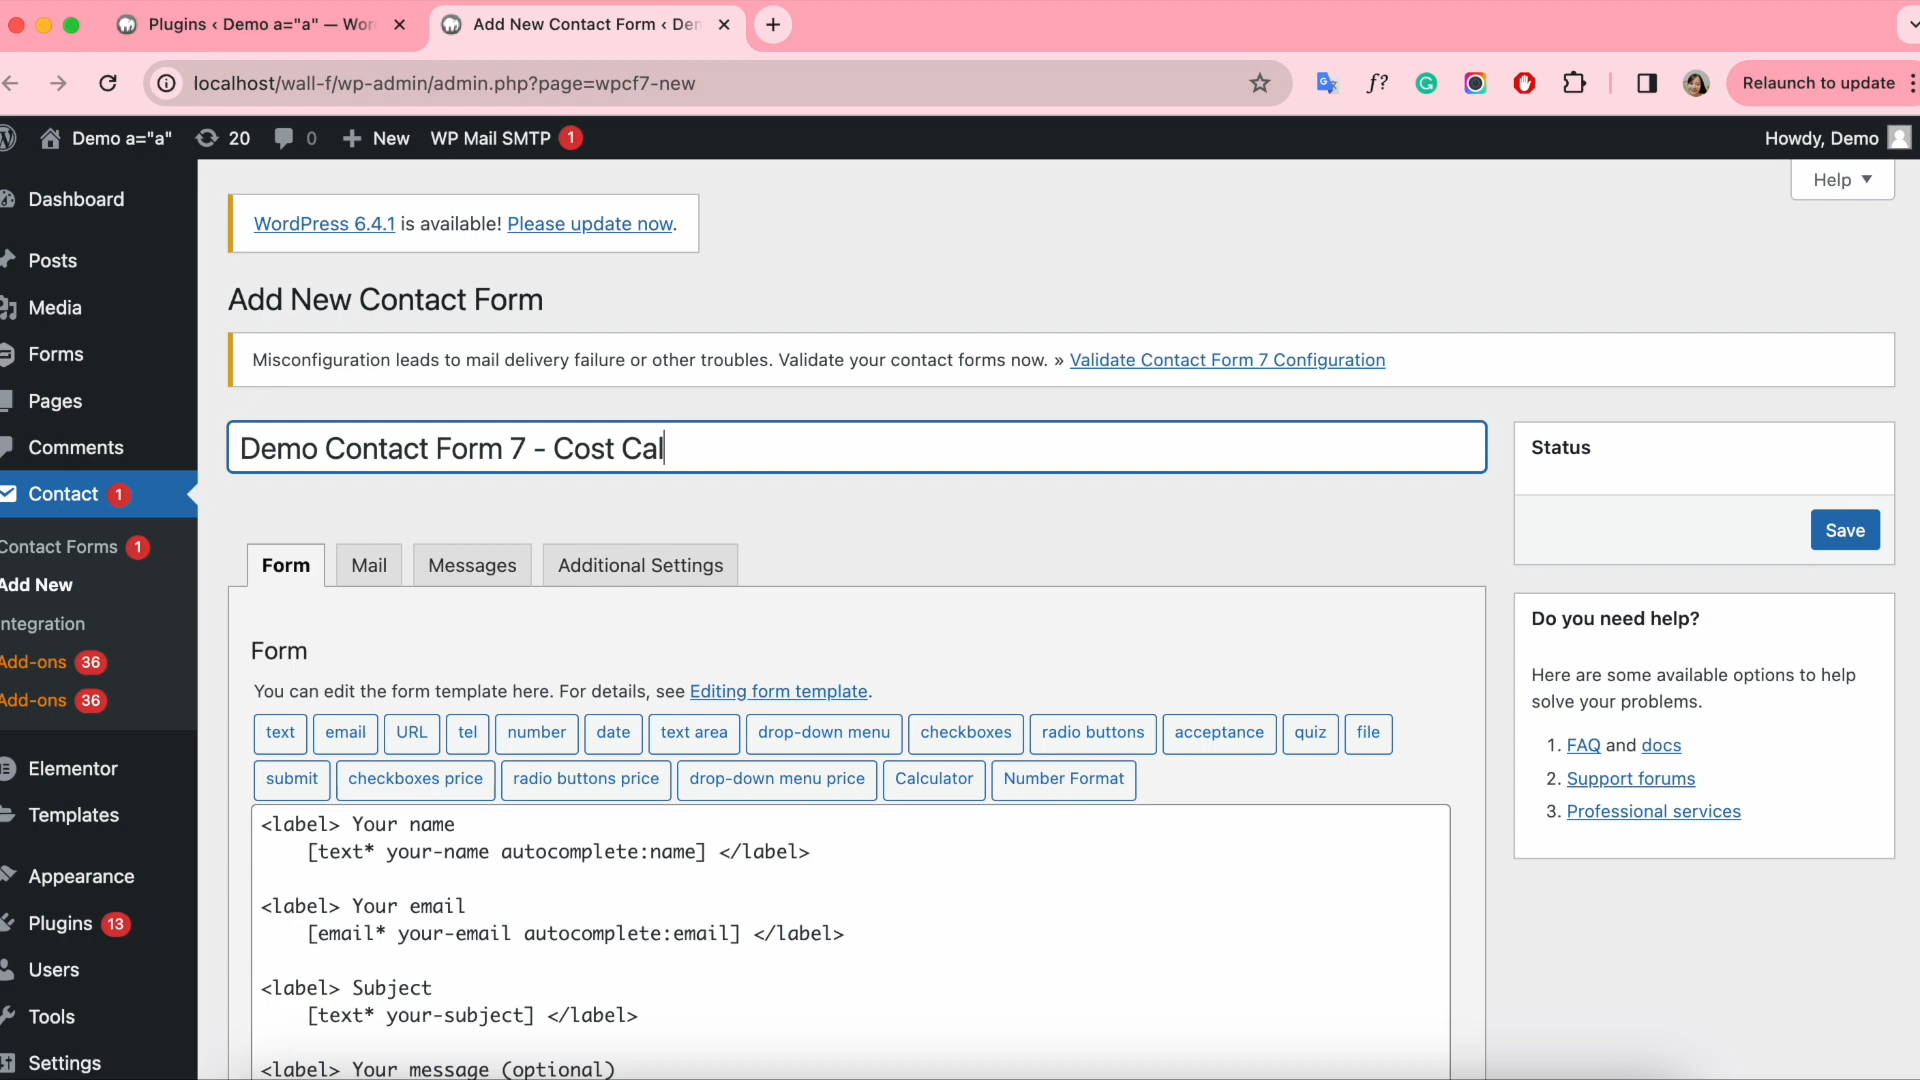 Plugins ‹ Demo a="a" — Wor
Add New Contact Form ‹ Der
localhost/wall-f/wp-admin/admin.php?page=wpcf7-new
f?
Relaunch to update
Demo a="a"
20
0
New
WP Mail SMTP 1
Howdy, Demo
Help
Dashboard
Posts
Media
Forms
Pages
Comments
Contact 1
Contact Forms 1
Add New
ntegration
Add-ons 36
Add-ons 36
Elementor
Templates
Appearance
Plugins 13
Users
Tools
Settings
WordPress 6.4.1 is available! Please update now.
Add New Contact Form
Misconfiguration leads to mail delivery failure or other troubles. Validate your contact forms now. » Validate Contact Form 7 Configuration
Demo Contact Form 7 - Cost Cal
Form
Mail
Messages
Additional Settings
Form
You can edit the form template here. For details, see Editing form template.
text email URL tel number date text area drop-down menu checkboxes radio buttons acceptance quiz file
submit checkboxes price radio buttons price drop-down menu price Calculator Number Format
<label> Your name
[text* your-name autocomplete:name] </label>
<label> Your email
[email* your-email autocomplete:email] </label>
<label> Subject
[text* your-subject] </label>
<label> Your message (optional)
Status
Save
Do you need help?
Here are some available options to help
solve your problems.
1. FAQ and docs
2. Support forums
3. Professional services